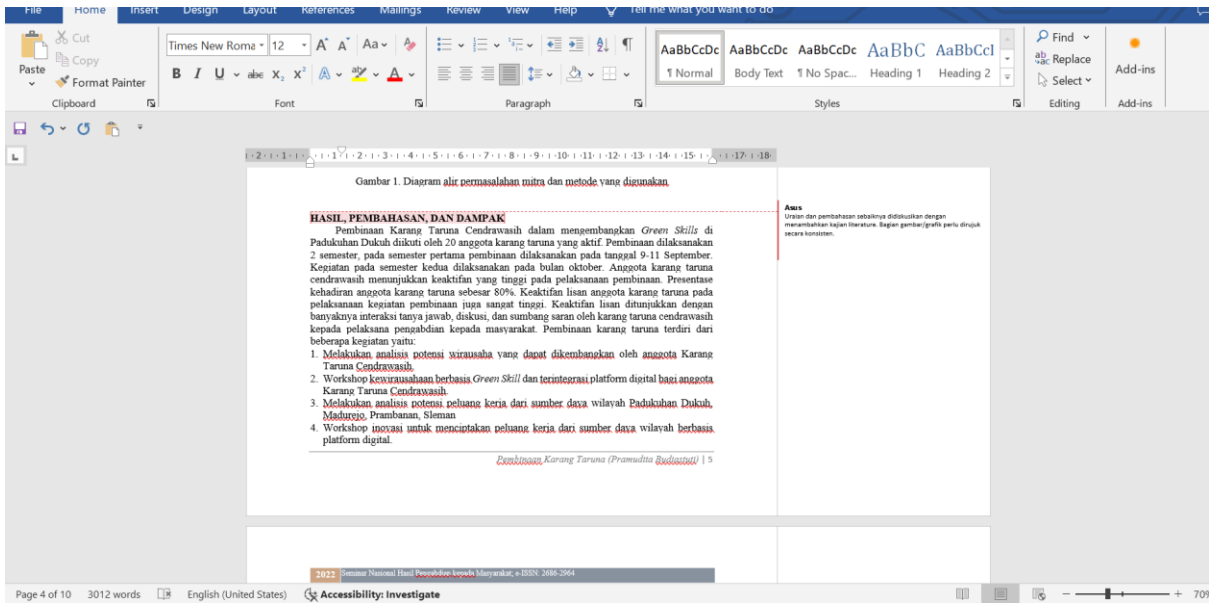 File Home Insert Design Layout References Mailings Review View Help Tell me what you want to do
Cut
Copy
Paste
Format Painter
Clipboard
Times New Roma 12
Font
Paragraph
AaBbCcDc AaBbCcDc AaBbCcDc AaBbC AaBbCcI
¶ Normal Body Text ¶ No Spac... Heading 1 Heading 2
Styles
Find
Replace
Select
Editing
Add-ins
Add-ins
Gambar 1. Diagram alir permasalahan mitra dan metode yang digunakan
HASIL, PEMBAHASAN, DAN DAMPAK
Pembinaan Karang Taruna Cendrawasih dalam mengembangkan Green Skills di
Padukuhan Dukuh diikuti oleh 20 anggota karang taruna yang aktif. Pembinaan dilaksanakan
2 semester, pada semester pertama pembinaan dilaksanakan pada tanggal 9-11 September.
Kegiatan pada semester kedua dilaksanakan pada bulan oktober. Anggota karang taruna
cendrawasih menunjukkan keaktifan yang tinggi pada pelaksanaan pembinaan. Presentase
kehadiran anggota karang taruna sebesar 80%. Keaktifan lisan anggota karang taruna pada
pelaksanaan kegiatan pembinaan juga sangat tinggi. Keaktifan lisan ditunjukkan dengan
banyaknya interaksi tanya jawab, diskusi, dan sumbang saran oleh karang taruna cendrawasih
kepada pelaksana pengabdian kepada masyarakat. Pembinaan karang taruna terdiri dari
beberapa kegiatan yaitu:
1. Melakukan analisis potensi wirausaha yang dapat dikembangkan oleh anggota Karang
Taruna Cendrawasih.
2. Workshop kewirausahaan berbasis Green Skill dan terintegrasi platform digital bagi anggota
Karang Taruna Cendrawasih.
3. Melakukan analisis potensi peluang kerja dari sumber daya wilayah Padukuhan Dukuh,
Madurejo, Prambanan, Sleman
4. Workshop inovasi untuk menciptakan peluang kerja dari sumber daya wilayah berbasis
platform digital.
Pembinaan Karang Taruna (Pramudita Budiastuti) | 5
Asus
Uraian dan pembahasan sebaiknya didiskusikan dengan
menambahkan kajian literature. Bagian gambar/grafik perlu dirujuk
secara konsisten.
2022 Seminar Nasional Hasil Pengabdian kepada Masyarakat; e-ISSN: 2686-2964
Page 4 of 10 3012 words English (United States) Accessibility: Investigate 70%